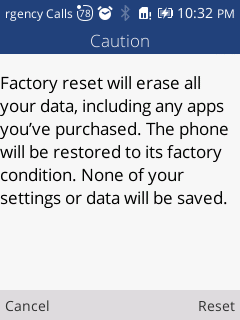 rgency Calls 78 10:32 PM
Caution
Factory reset will erase all
your data, including any apps
you've purchased. The phone
will be restored to its factory
condition. None of your
settings or data will be saved.
Cancel Reset